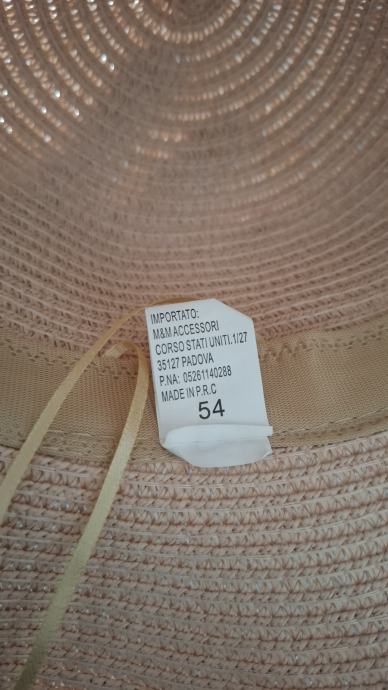 IMPORTATO:
M&M ACCESSORI
CORSO STATI UNITI.1/27
35127 PADOVA
P.NA: 05261140288
MADE IN P.R.C
54